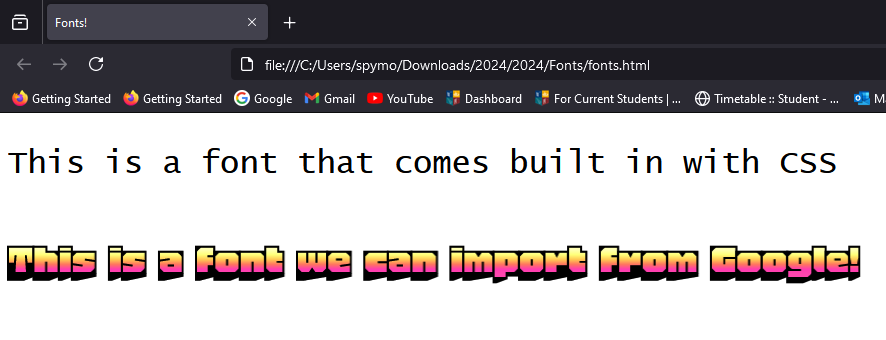 Fonts!
file:///C:/Users/spymo/Downloads/2024/2024/Fonts/fonts.html
Getting Started Getting Started Google Gmail YouTube Dashboard For Current Students | ... Timetable :: Student - ...
This is a font that comes built in with CSS
This is a font we can import from Google!